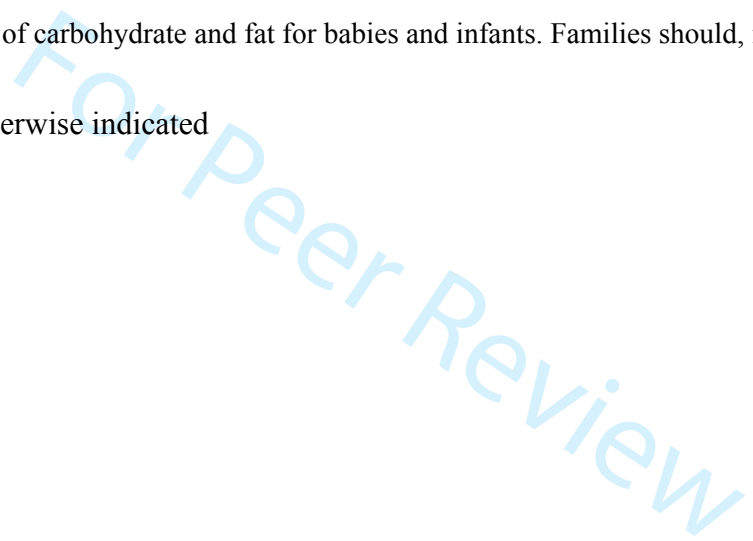 of carbohydrate and fat for babies and infants. Families should,
erwise indicated
For Peer Review